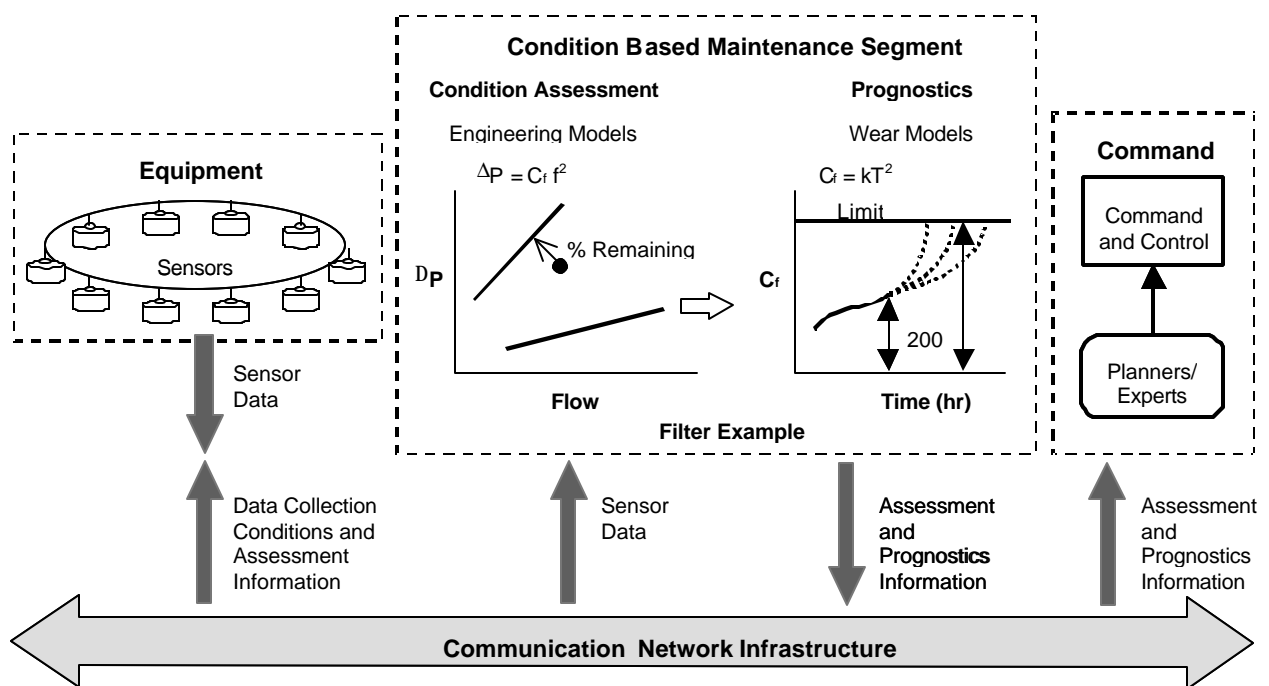 Condition Based Maintenance Segment
Condition Assessment
Engineering Models
ΔP = Cf f²
% Remaining
DP
Flow
Prognostics
Wear Models
Cf = kT²
Limit
Cf
200
Time (hr)
Filter Example
Equipment
Sensors
Command
Command
and Control
Planners/
Experts
Sensor
Data
Data Collection
Conditions and
Assessment
Information
Sensor
Data
Assessment
and
Prognostics
Information
Assessment
and
Prognostics
Information
Communication Network Infrastructure